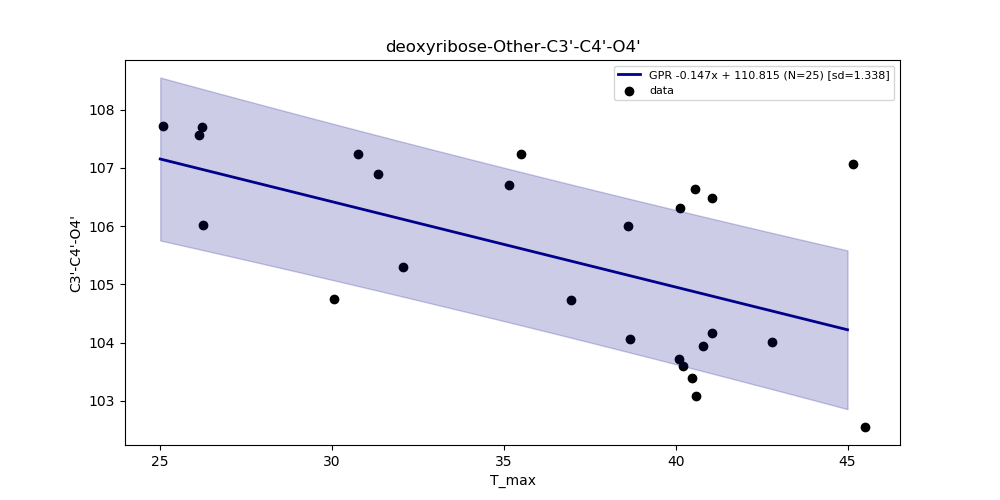 deoxyribose-Other-C3'-C4'-O4'
GPR -0.147x + 110.815 (N=25) [sd=1.338]
data
108
107
106
105
104
103
C3'-C4'-O4'
25
30
35
40
45
T_max